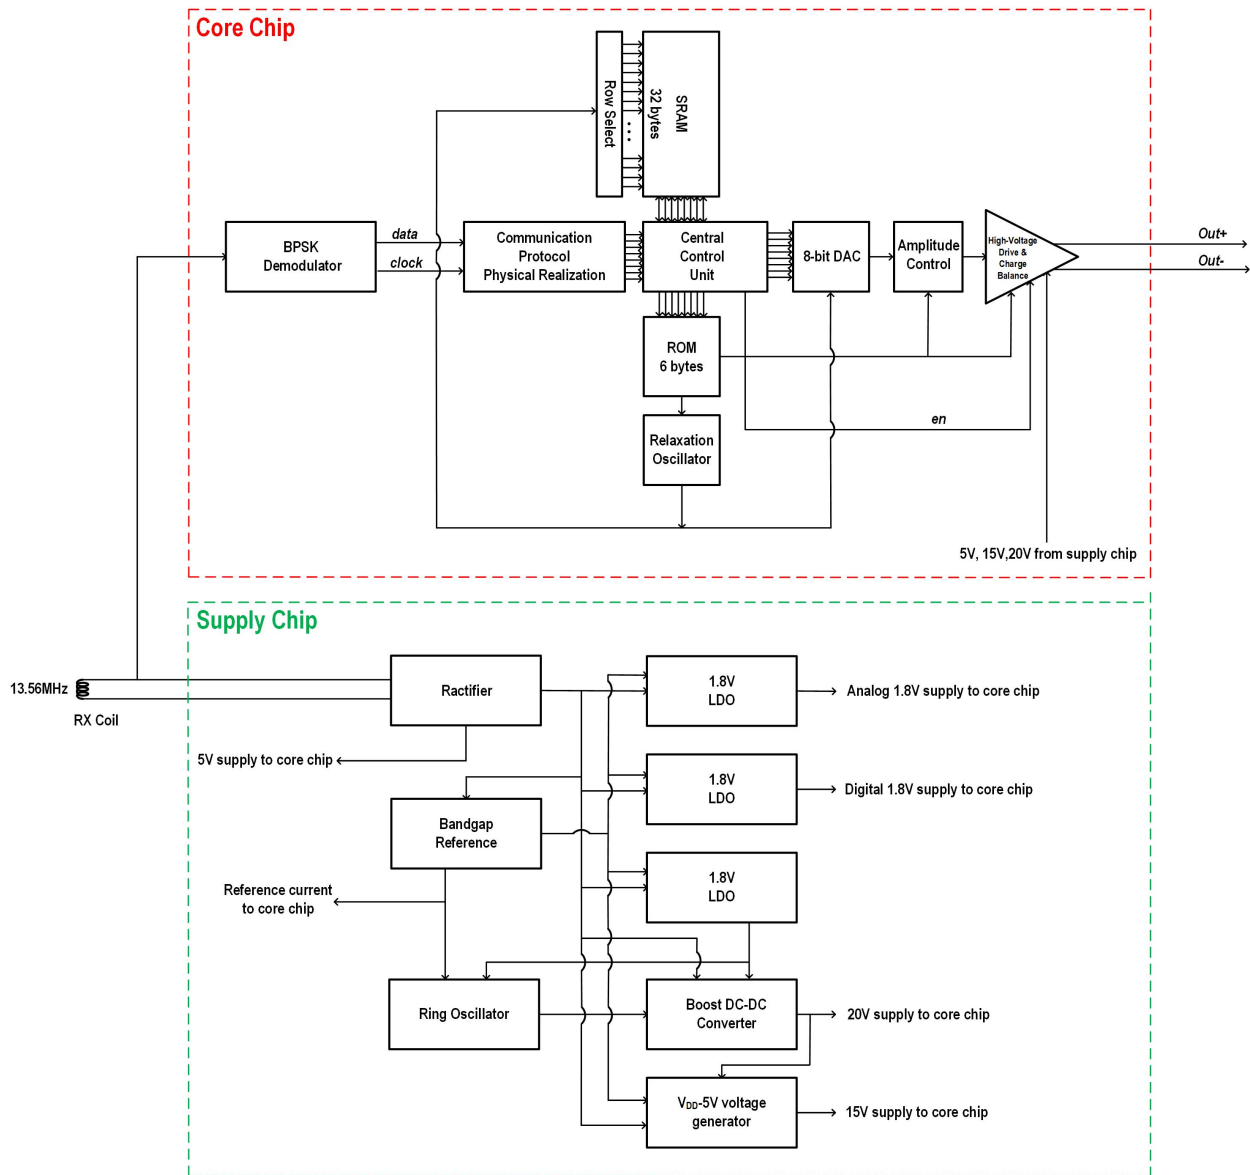 Core Chip
Row Select
...
SRAM
32 bytes
BPSK
Demodulator
data
clock
Communication
Protocol
Physical Realization
Central
Control
Unit
8-bit DAC
Amplitude
Control
High-Voltage
Drive &
Charge
Balance
Out+
Out-
ROM
6 bytes
en
Relaxation
Oscillator
5V, 15V,20V from supply chip
Supply Chip
13.56MHz
RX Coil
Ractifier
1.8V
LDO
Analog 1.8V supply to core chip
5V supply to core chip
1.8V
LDO
Digital 1.8V supply to core chip
Bandgap
Reference
1.8V
LDO
Reference current
to core chip
Ring Oscillator
Boost DC-DC
Converter
20V supply to core chip
VDD-5V voltage
generator
15V supply to core chip